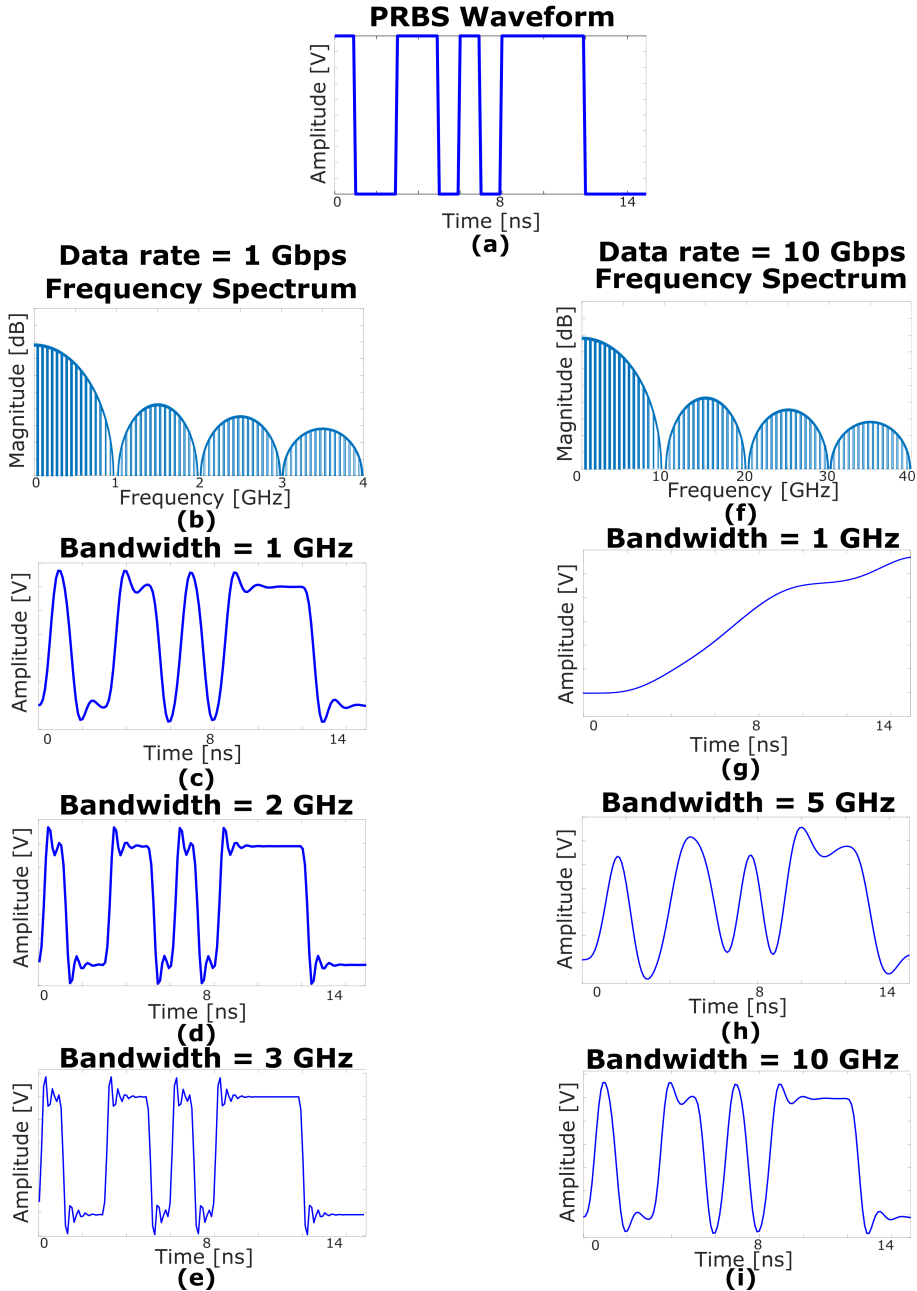 PRBS Waveform
Amplitude [V]
0 8 14
Time [ns]
(a)
Data rate = 1 Gbps
Frequency Spectrum
Magnitude [dB]
0 1 2 3 4
Frequency [GHz]
(b)
Bandwidth = 1 GHz
Amplitude [V]
0 8 14
Time [ns]
(c)
Bandwidth = 2 GHz
Amplitude [V]
0 8 14
Time [ns]
(d)
Bandwidth = 3 GHz
Amplitude [V]
0 8 14
Time [ns]
(e)
Data rate = 10 Gbps
Frequency Spectrum
Magnitude [dB]
0 10 20 30 40
Frequency [GHz]
(f)
Bandwidth = 1 GHz
Amplitude [V]
0 8 14
Time [ns]
(g)
Bandwidth = 5 GHz
Amplitude [V]
0 8 14
Time [ns]
(h)
Bandwidth = 10 GHz
Amplitude [V]
0 8 14
Time [ns]
(i)